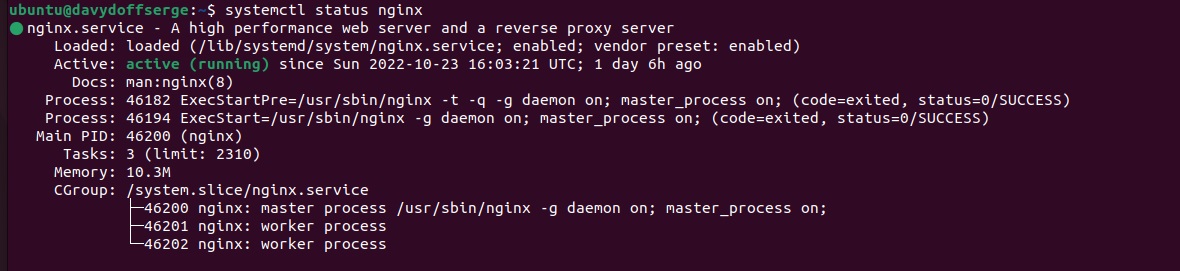 ubuntu@davydoffserge:~$ systemctl status nginx
● nginx.service - A high performance web server and a reverse proxy server
Loaded: loaded (/lib/systemd/system/nginx.service; enabled; vendor preset: enabled)
Active: active (running) since Sun 2022-10-23 16:03:21 UTC; 1 day 6h ago
Docs: man:nginx(8)
Process: 46182 ExecStartPre=/usr/sbin/nginx -t -q -g daemon on; master_process on; (code=exited, status=0/SUCCESS)
Process: 46194 ExecStart=/usr/sbin/nginx -g daemon on; master_process on; (code=exited, status=0/SUCCESS)
Main PID: 46200 (nginx)
Tasks: 3 (limit: 2310)
Memory: 10.3M
CGroup: /system.slice/nginx.service
├─46200 nginx: master process /usr/sbin/nginx -g daemon on; master_process on;
├─46201 nginx: worker process
└─46202 nginx: worker process